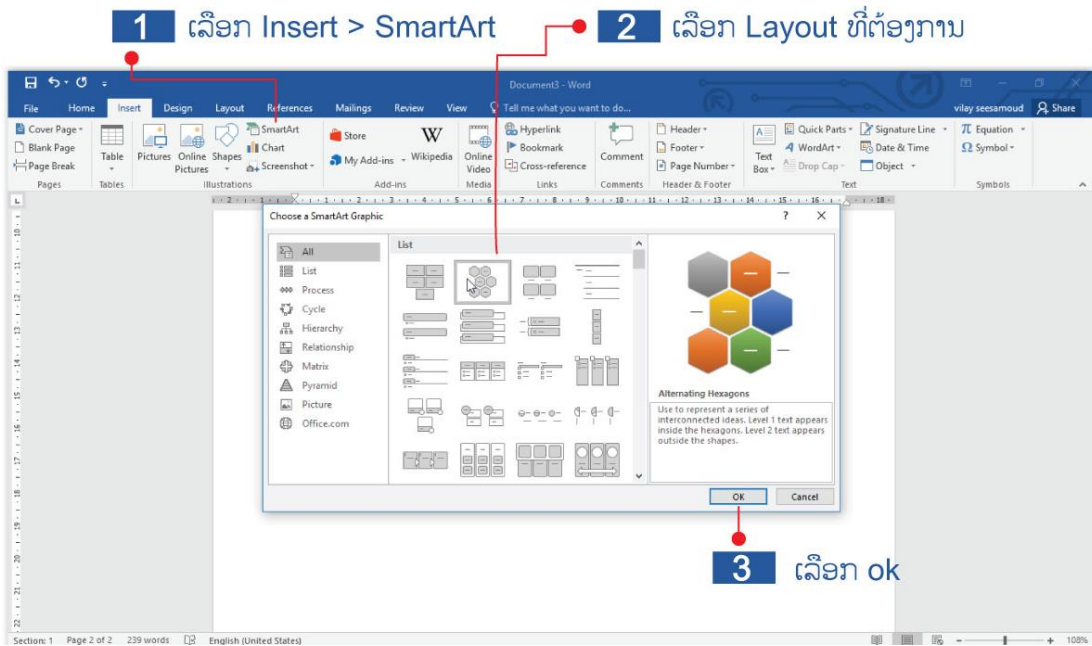 1 ເລືອກ Insert > SmartArt
2 ເລືອກ Layout ທີ່ຕ້ອງການ
Document3 - Word
File Home Insert Design Layout References Mailings Review View Tell me what you want to do... vilay seesamoud Share
Cover Page
Blank Page
Page Break
Pages
Table
Tables
Pictures
Online Pictures
Shapes
SmartArt
Chart
Screenshot
Illustrations
Store
My Add-ins
Wikipedia
Add-ins
Online Video
Media
Hyperlink
Bookmark
Cross-reference
Links
Comment
Comments
Header
Footer
Page Number
Header & Footer
Text Box
Quick Parts
WordArt
Drop Cap
Signature Line
Date & Time
Object
Text
π Equation
Ω Symbol
Symbols
Choose a SmartArt Graphic ? X
All
List
Process
Cycle
Hierarchy
Relationship
Matrix
Pyramid
Picture
Office.com
List
Alternating Hexagons
Use to represent a series of
interconnected ideas. Level 1 text appears
inside the hexagons. Level 2 text appears
outside the shapes.
OK Cancel
3 ເລືອກ ok
Section: 1 Page 2 of 2 239 words English (United States) 108%